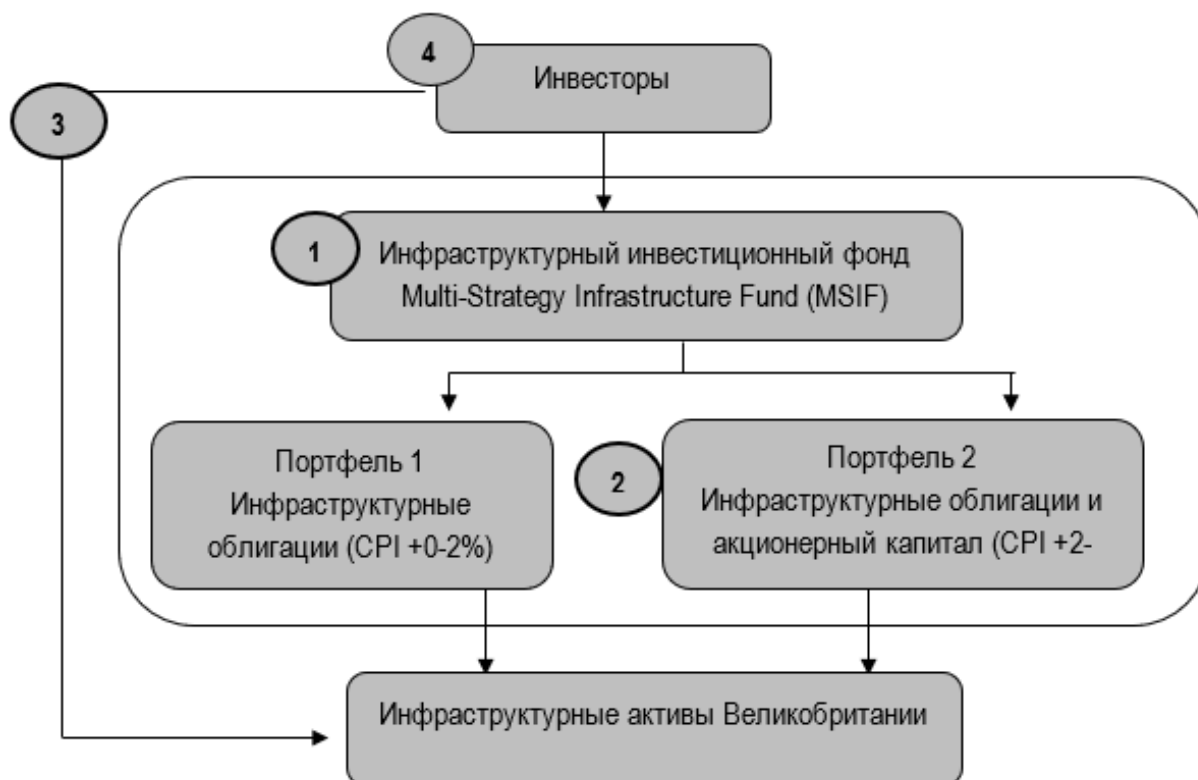 4
Инвесторы
3
1
Инфраструктурный инвестиционный фонд
Multi-Strategy Infrastructure Fund (MSIF)
Портфель 1
Инфраструктурные
облигации (CPI +0-2%)
2
Портфель 2
Инфраструктурные облигации и
акционерный капитал (CPI +2-
Инфраструктурные активы Великобритании